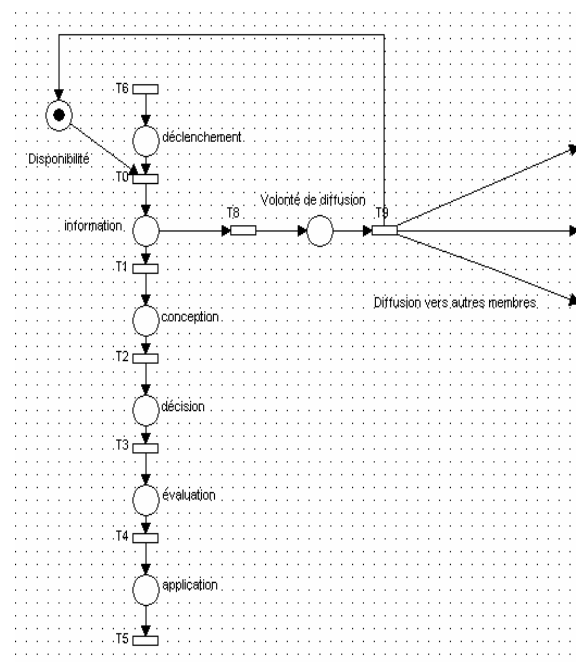 T6
déclenchement
Disponibilité
T0
Volonté de diffusion
T8
T9
information
T1
Diffusion vers autres membres
conception
T2
décision
T3
évaluation
T4
application
T5